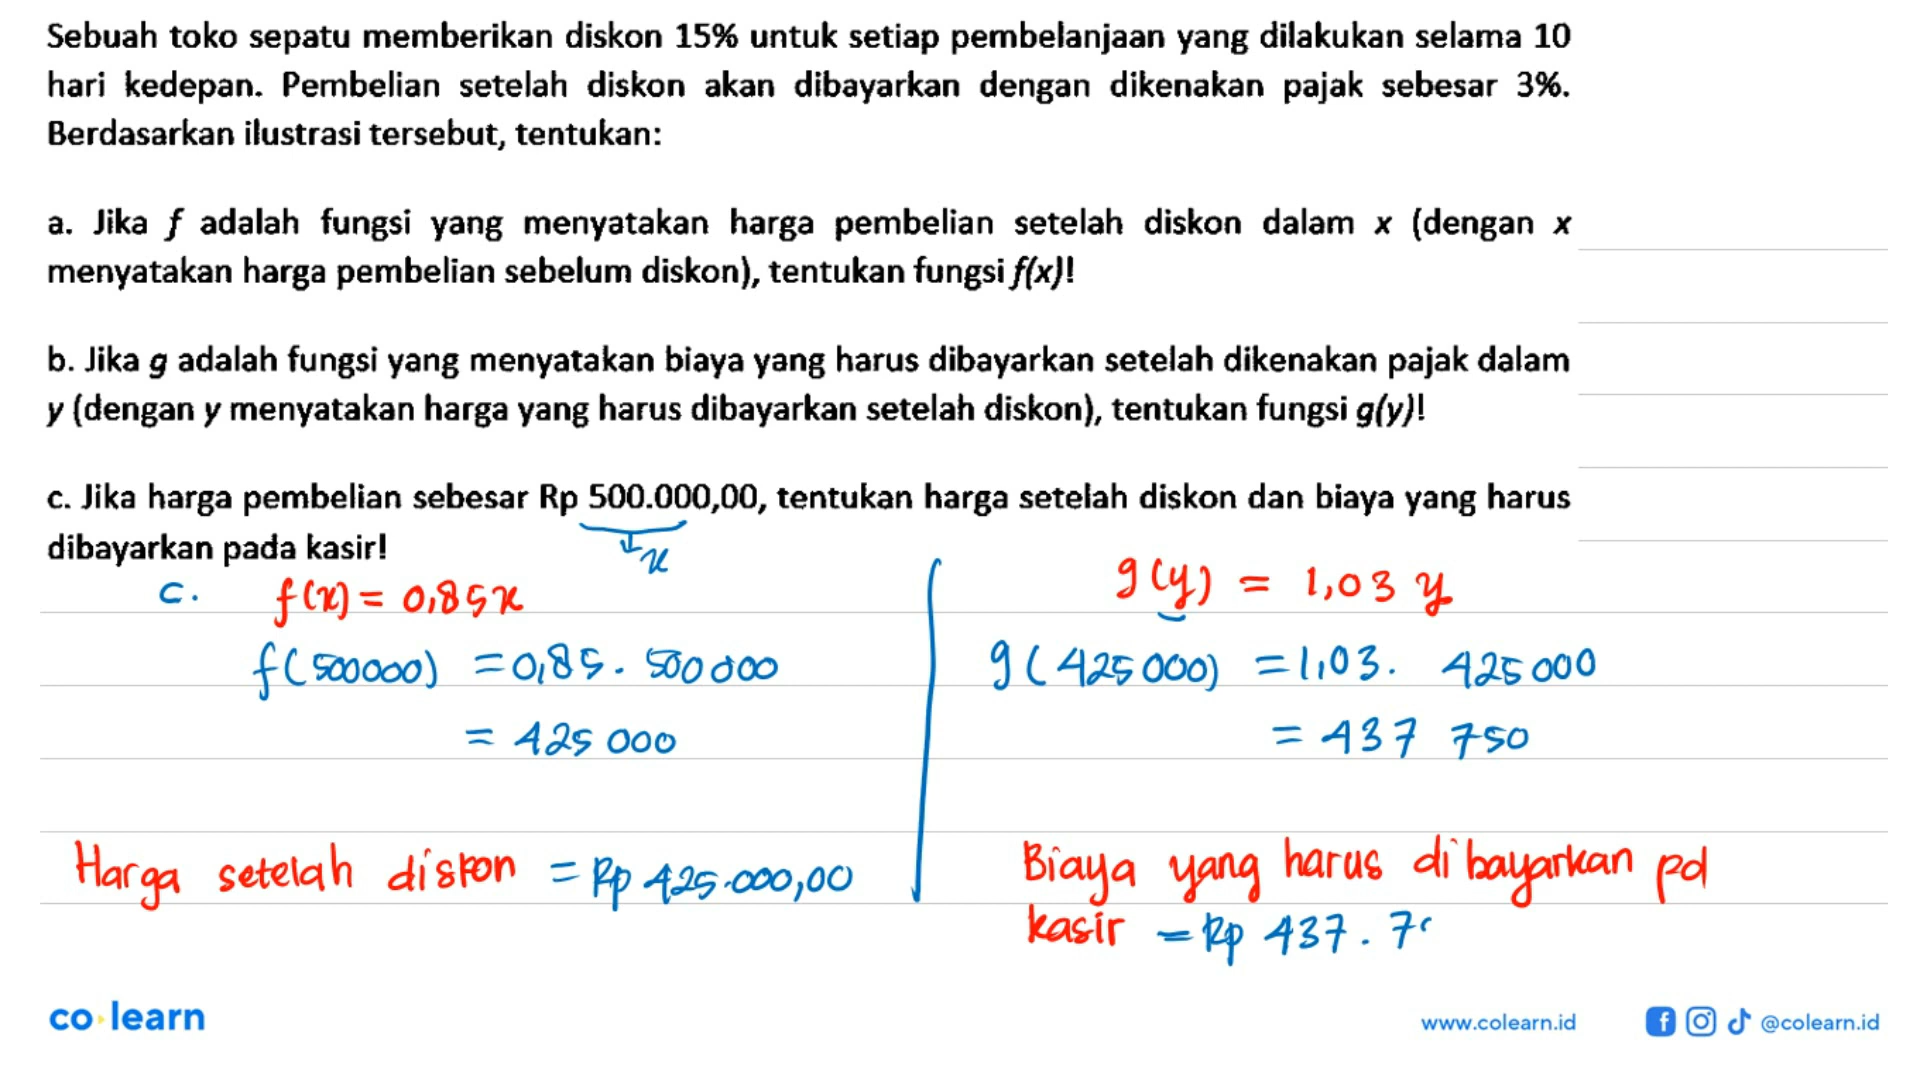 Sebuah toko sepatu memberikan diskon 15% untuk setiap pembelanjaan yang dilakukan selama 10
hari kedepan. Pembelian setelah diskon akan dibayarkan dengan dikenakan pajak sebesar 3%.
Berdasarkan ilustrasi tersebut, tentukan:
a. Jika f adalah fungsi yang menyatakan harga pembelian setelah diskon dalam x (dengan x
menyatakan harga pembelian sebelum diskon), tentukan fungsi f(x)!
b. Jika g adalah fungsi yang menyatakan biaya yang harus dibayarkan setelah dikenakan pajak dalam
y (dengan y menyatakan harga yang harus dibayarkan setelah diskon), tentukan fungsi g(y)!
c. Jika harga pembelian sebesar Rp 500.000,00, tentukan harga setelah diskon dan biaya yang harus
dibayarkan pada kasir!
x
c. f(x) = 0,85x
f(500000) = 0,85. 500000
= 425 000
Harga setelah diskon = Rp 425.000,00
g(y) = 1,03 y
g(425000) = 1,03. 425000
= 437 750
Biaya yang harus dibayarkan pd
kasir = Rp 437.7
co learn
www.colearn.id @colearn.id